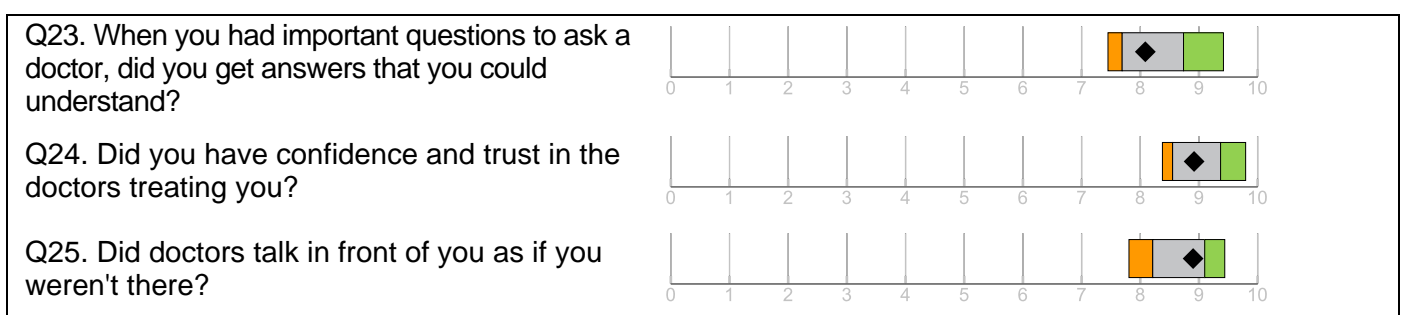 Q23. When you had important questions to ask a
doctor, did you get answers that you could
understand?
0 1 2 3 4 5 6 7 8 9 10
Q24. Did you have confidence and trust in the
doctors treating you?
0 1 2 3 4 5 6 7 8 9 10
Q25. Did doctors talk in front of you as if you
weren't there?
0 1 2 3 4 5 6 7 8 9 10